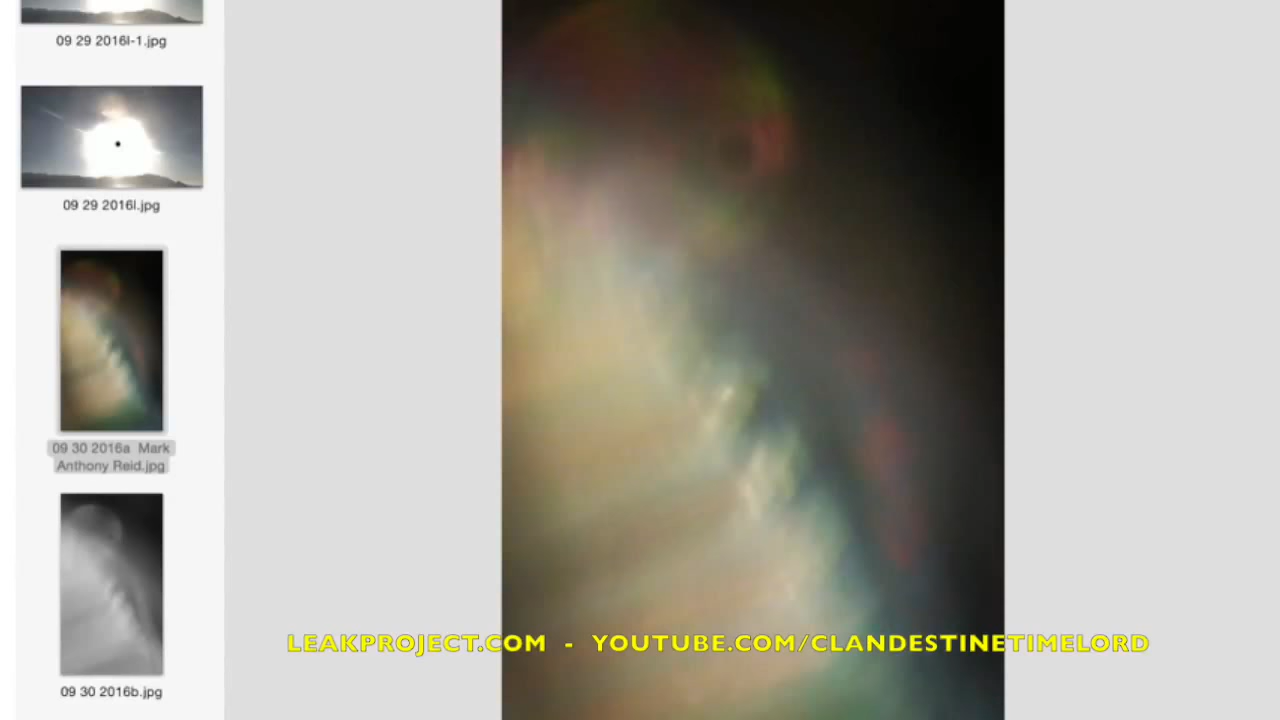 09 29 2016l-1.jpg
09 29 2016l.jpg
09 30 2016a Mark
Anthony Reid.jpg
09 30 2016b.jpg
LEAKPROJECT.COM - YOUTUBE.COM/CLANDESTINETIMELORD